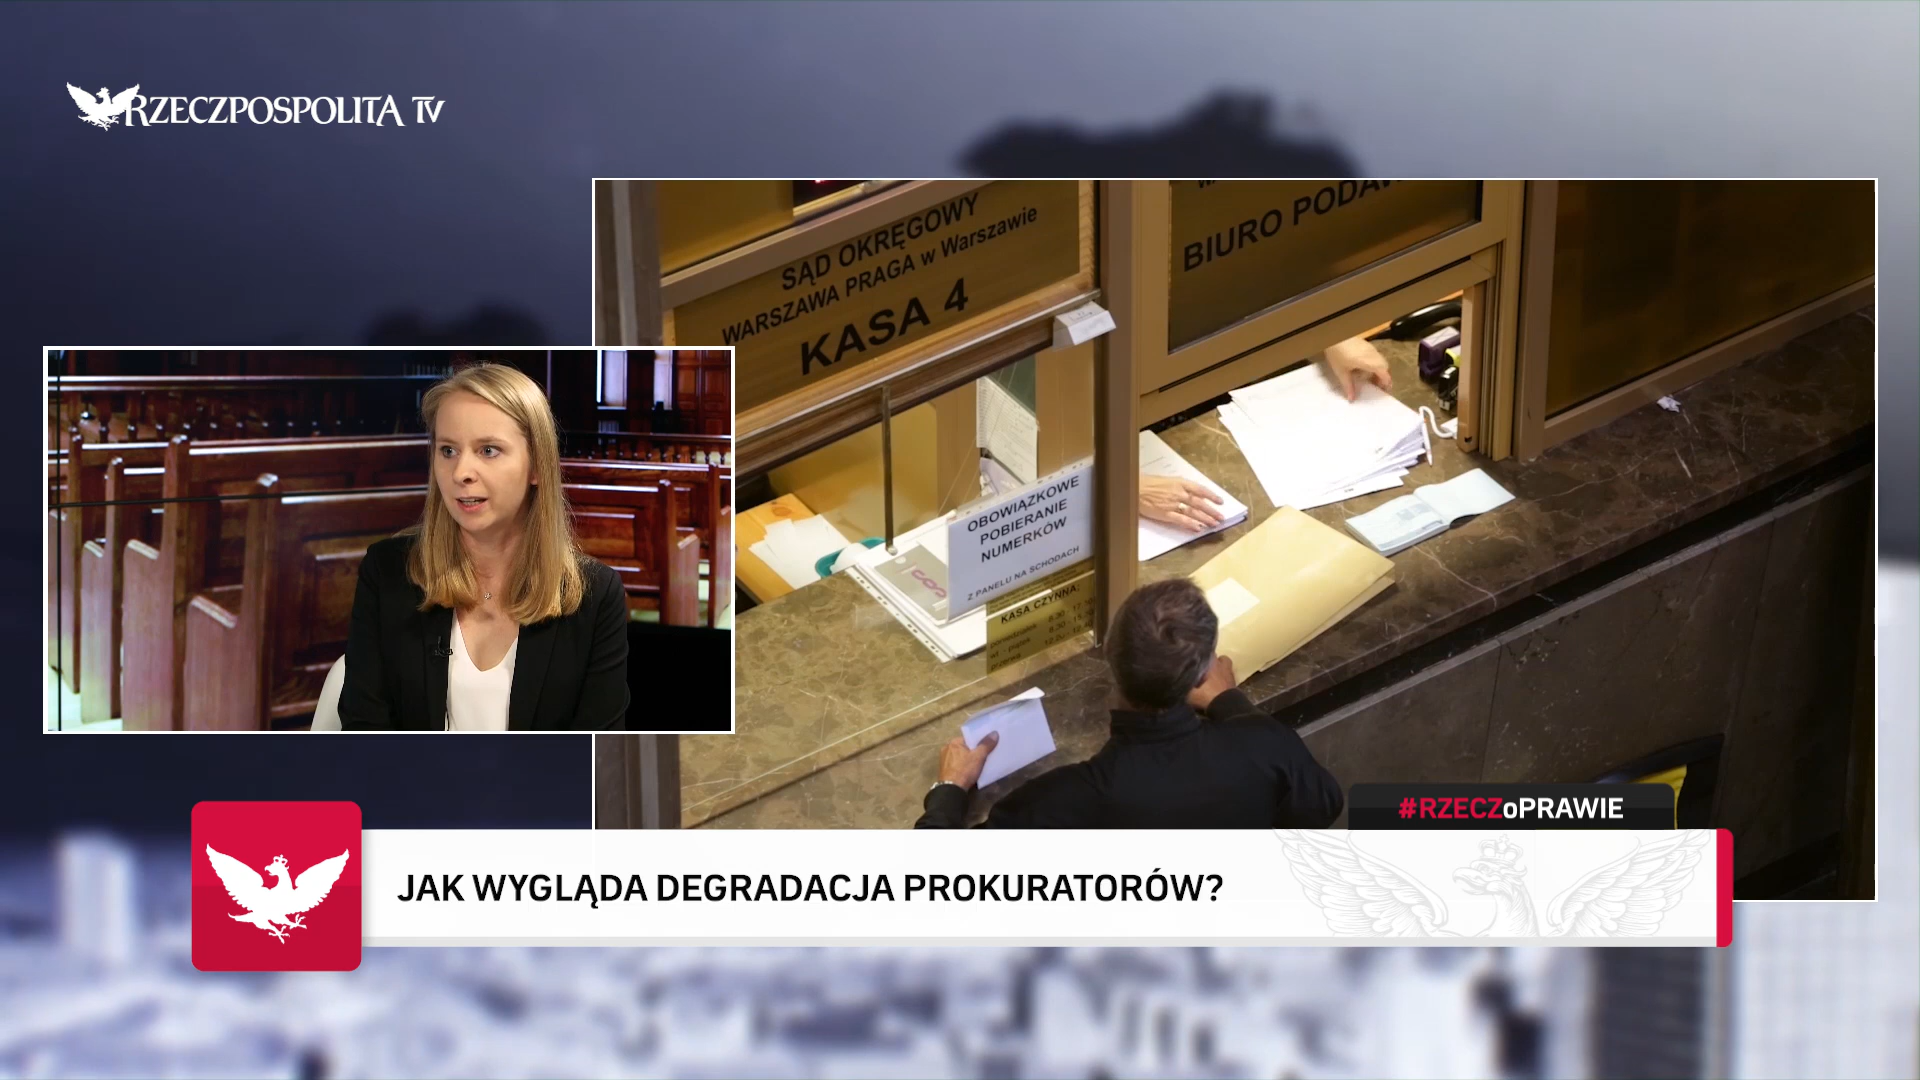 RZECZPOSPOLITA TV
SĄD OKRĘGOWY
WARSZAWA PRAGA w Warszawie
KASA 4
BIURO
OBOWIĄZKOWE
POBIERANIE
NUMERKÓW
Z PANELU NA SCHODACH
KASA CZYNNA:
#RZECZoPRAWIE
JAK WYGLĄDA DEGRADACJA PROKURATORÓW?